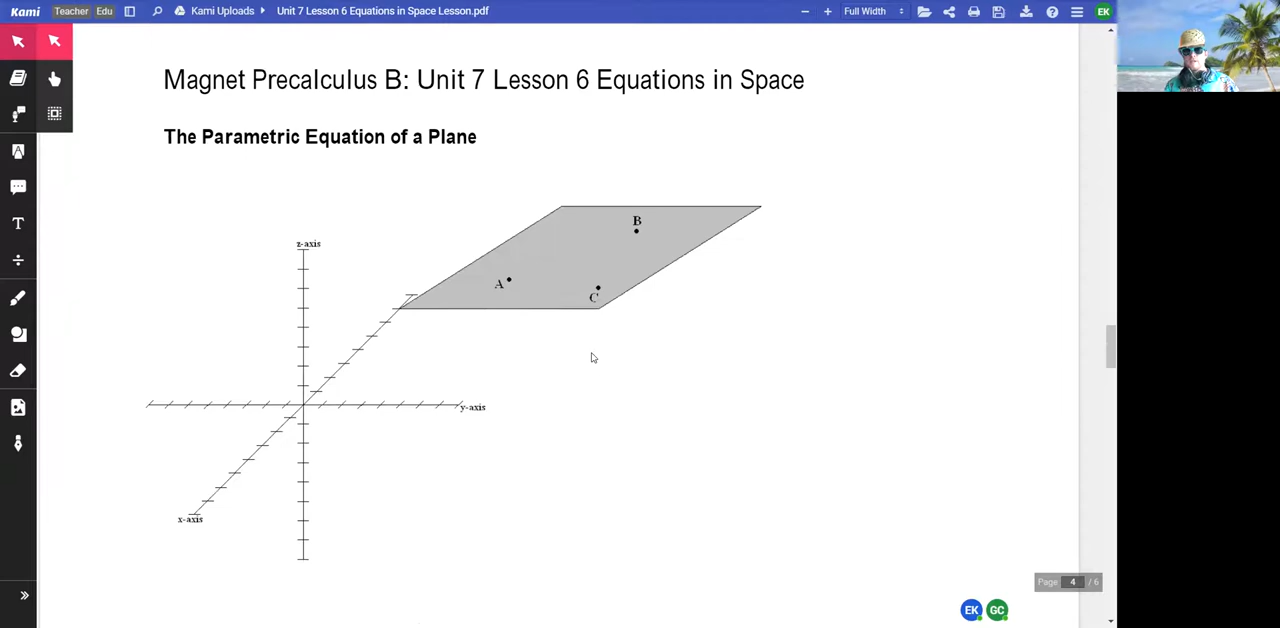 Kami Teacher Edu Kami Uploads Unit 7 Lesson 6 Equations in Space Lesson.pdf Full Width EK
Magnet Precalculus B: Unit 7 Lesson 6 Equations in Space
The Parametric Equation of a Plane
B
z-axis
A
C
y-axis
x-axis
Page 4 / 6
EK GC